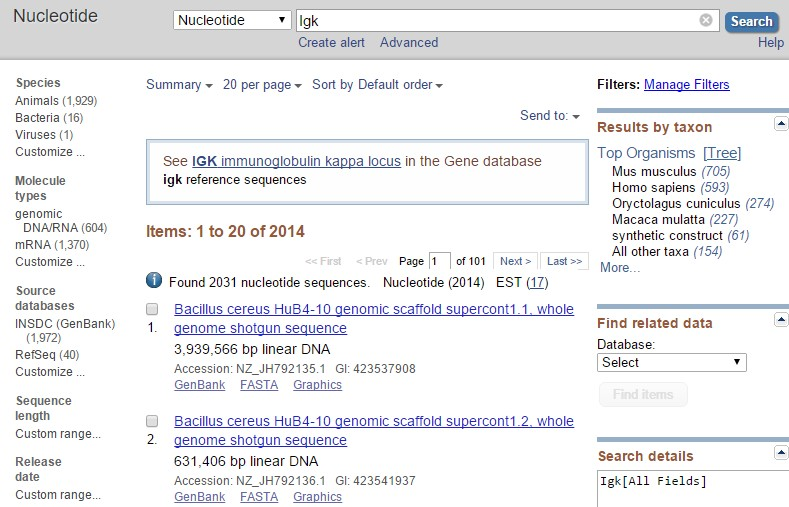 Nucleotide
Nucleotide
Igk
Search
Create alert Advanced
Help
Species
Animals (1,929)
Bacteria (16)
Viruses (1)
Customize ...
Molecule
types
genomic
DNA/RNA (604)
mRNA (1,370)
Customize ...
Source
databases
INSDC (GenBank)
(1,972)
RefSeq (40)
Customize ...
Sequence
length
Custom range...
Release
date
Custom range...
Summary 20 per page Sort by Default order
Send to:
See IGK immunoglobulin kappa locus in the Gene database
igk reference sequences
Items: 1 to 20 of 2014
<< First < Prev Page 1 of 101 Next > Last >>
Found 2031 nucleotide sequences. Nucleotide (2014) EST (17)
Bacillus cereus HuB4-10 genomic scaffold supercont1.1, whole
1. genome shotgun sequence
3,939,566 bp linear DNA
Accession: NZ_JH792135.1 GI: 423537908
GenBank FASTA Graphics
Bacillus cereus HuB4-10 genomic scaffold supercont1.2, whole
2. genome shotgun sequence
631,406 bp linear DNA
Accession: NZ_JH792136.1 GI: 423541937
GenBank FASTA Graphics
Filters: Manage Filters
Results by taxon
Top Organisms [Tree]
Mus musculus (705)
Homo sapiens (593)
Oryctolagus cuniculus (274)
Macaca mulatta (227)
synthetic construct (61)
All other taxa (154)
More...
Find related data
Database:
Select
Find items
Search details
Igk[All Fields]